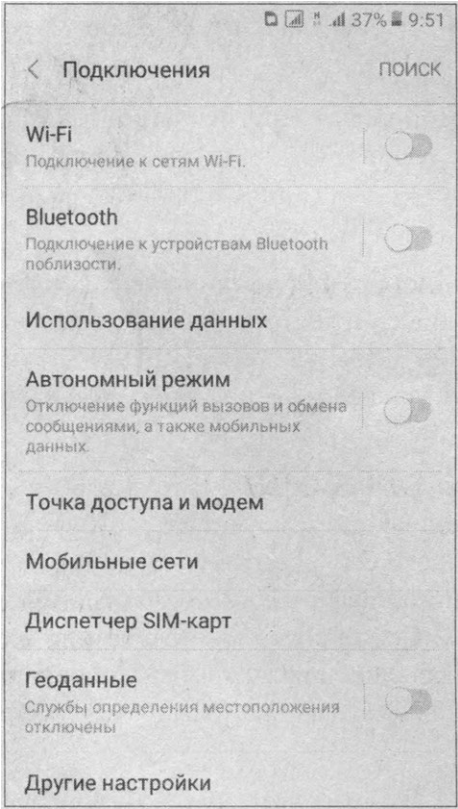 37% 9:51
Подключения ПОИСК
Wi-Fi
Подключение к сетям Wi-Fi.
Bluetooth
Подключение к устройствам Bluetooth
поблизости.
Использование данных
Автономный режим
Отключение функций вызовов и обмена
сообщениями, а также мобильных
данных.
Точка доступа и модем
Мобильные сети
Диспетчер SIM-карт
Геоданные
Службы определения местоположения
отключены
Другие настройки